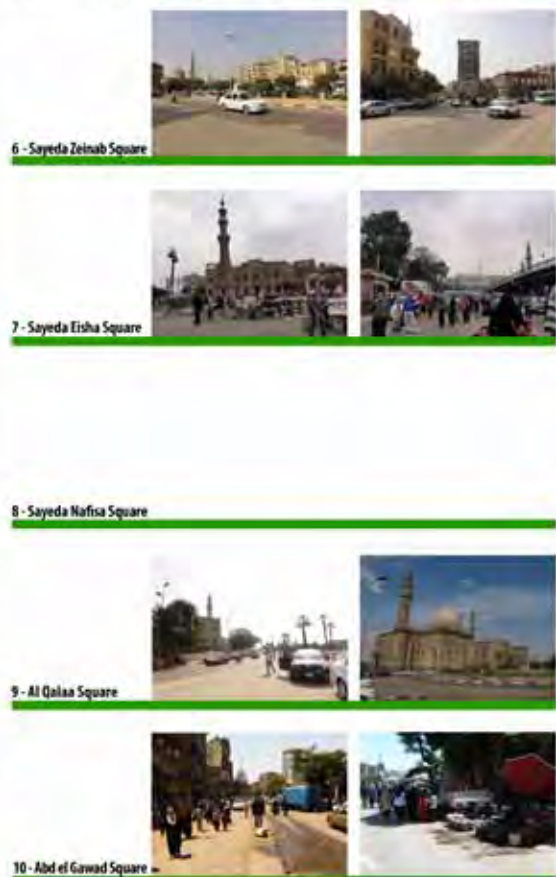 6 - Sayeda Zeinab Square
7 - Sayeda Eisha Square
8 - Sayeda Nafisa Square
9 - Al Qalaa Square
10 - Abd el Gawad Square